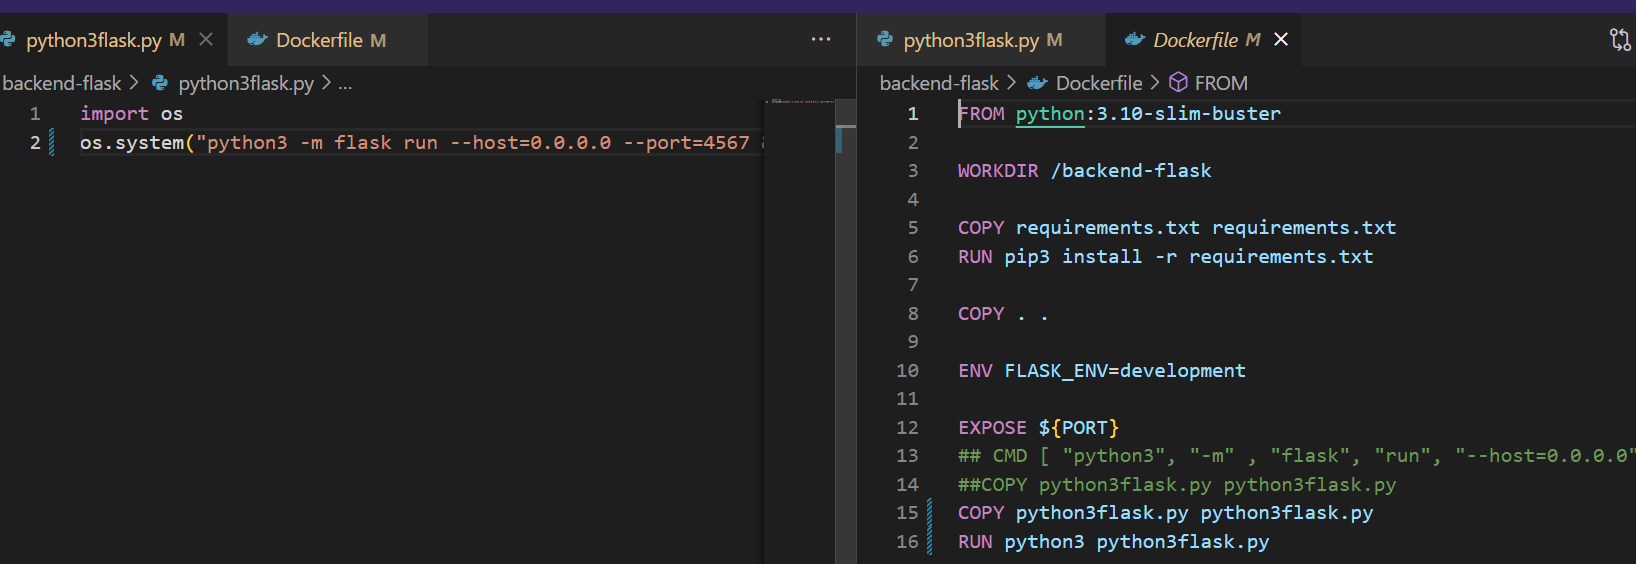 python3flask.py M
Dockerfile M
...
backend-flask > python3flask.py > ...
1 import os
2 os.system("python3 -m flask run --host=0.0.0.0 --port=4567
python3flask.py M
Dockerfile M
backend-flask > Dockerfile > FROM
1 FROM python:3.10-slim-buster
2
3 WORKDIR /backend-flask
4
5 COPY requirements.txt requirements.txt
6 RUN pip3 install -r requirements.txt
7
8 COPY . .
9
10 ENV FLASK_ENV=development
11
12 EXPOSE ${PORT}
13 ## CMD [ "python3", "-m" , "flask", "run", "--host=0.0.0.0"
14 ##COPY python3flask.py python3flask.py
15 COPY python3flask.py python3flask.py
16 RUN python3 python3flask.py